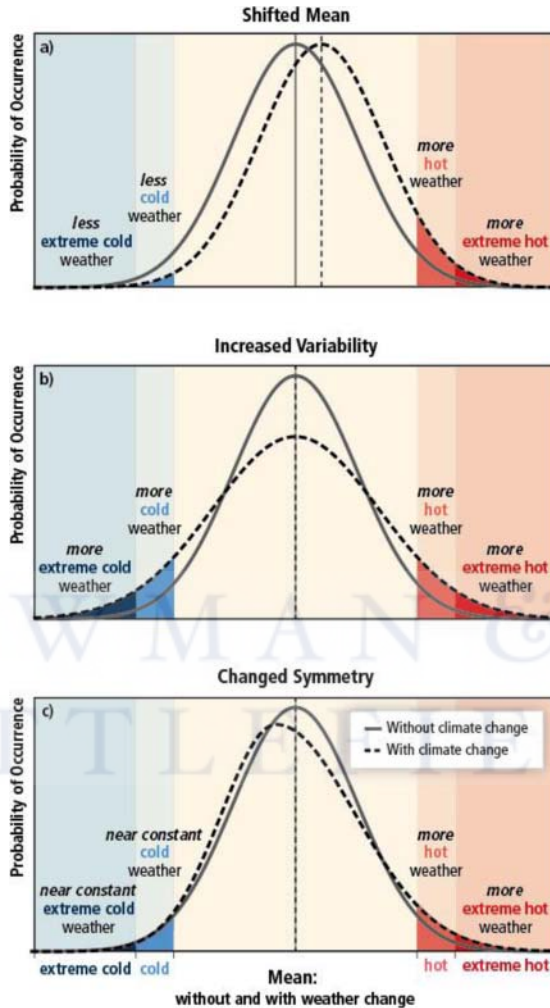 Shifted Mean
a)
Probability of Occurrence
less
cold
weather
less
extreme cold
weather
more
hot
weather
more
extreme hot
weather
Increased Variability
b)
Probability of Occurrence
more
cold
weather
more
extreme cold
weather
more
hot
weather
more
extreme hot
weather
WMAN &
Changed Symmetry
c)
Probability of Occurrence
Without climate change
With climate change
TTLEFIE
near constant
cold
weather
near constant
extreme cold
weather
more
hot
weather
more
extreme hot
weather
extreme cold cold hot extreme hot
Mean:
without and with weather change